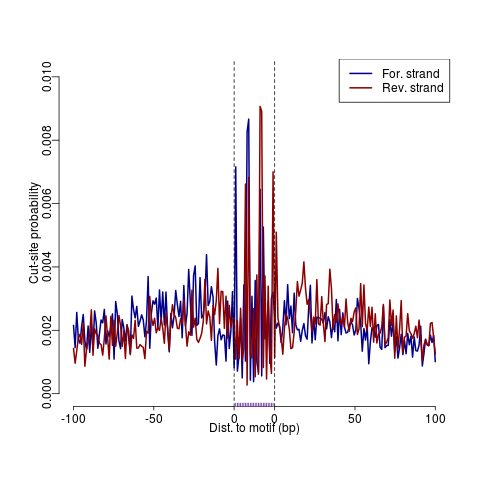 For. strand
Rev. strand
Cut-site probability
0.010
0.008
0.006
0.004
0.002
0.000
-100 -50 0 0 50 100
Dist. to motif (bp)